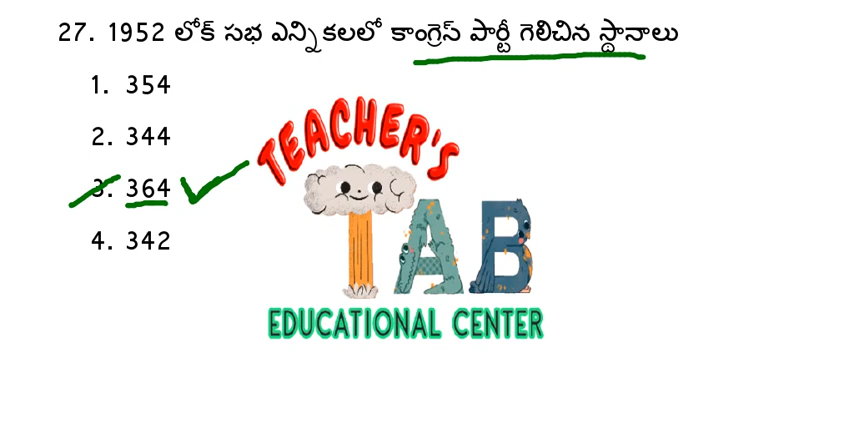 27. 1952 లోక్ సభ ఎన్నికలలో కాంగ్రెస్ పార్టీ గెలిచిన స్థానాలు
1. 354
2. 344
3. 364
4. 342
TEACHER'S
TAB
EDUCATIONAL CENTER